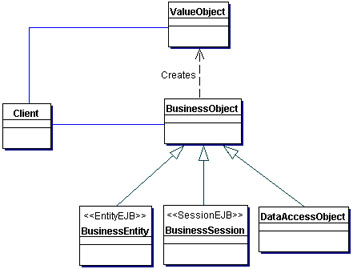 ValueObject
Creates
Client
BusinessObject
<<EntityEJB>>
BusinessEntity
<<SessionEJB>>
BusinessSession
DataAccessObject